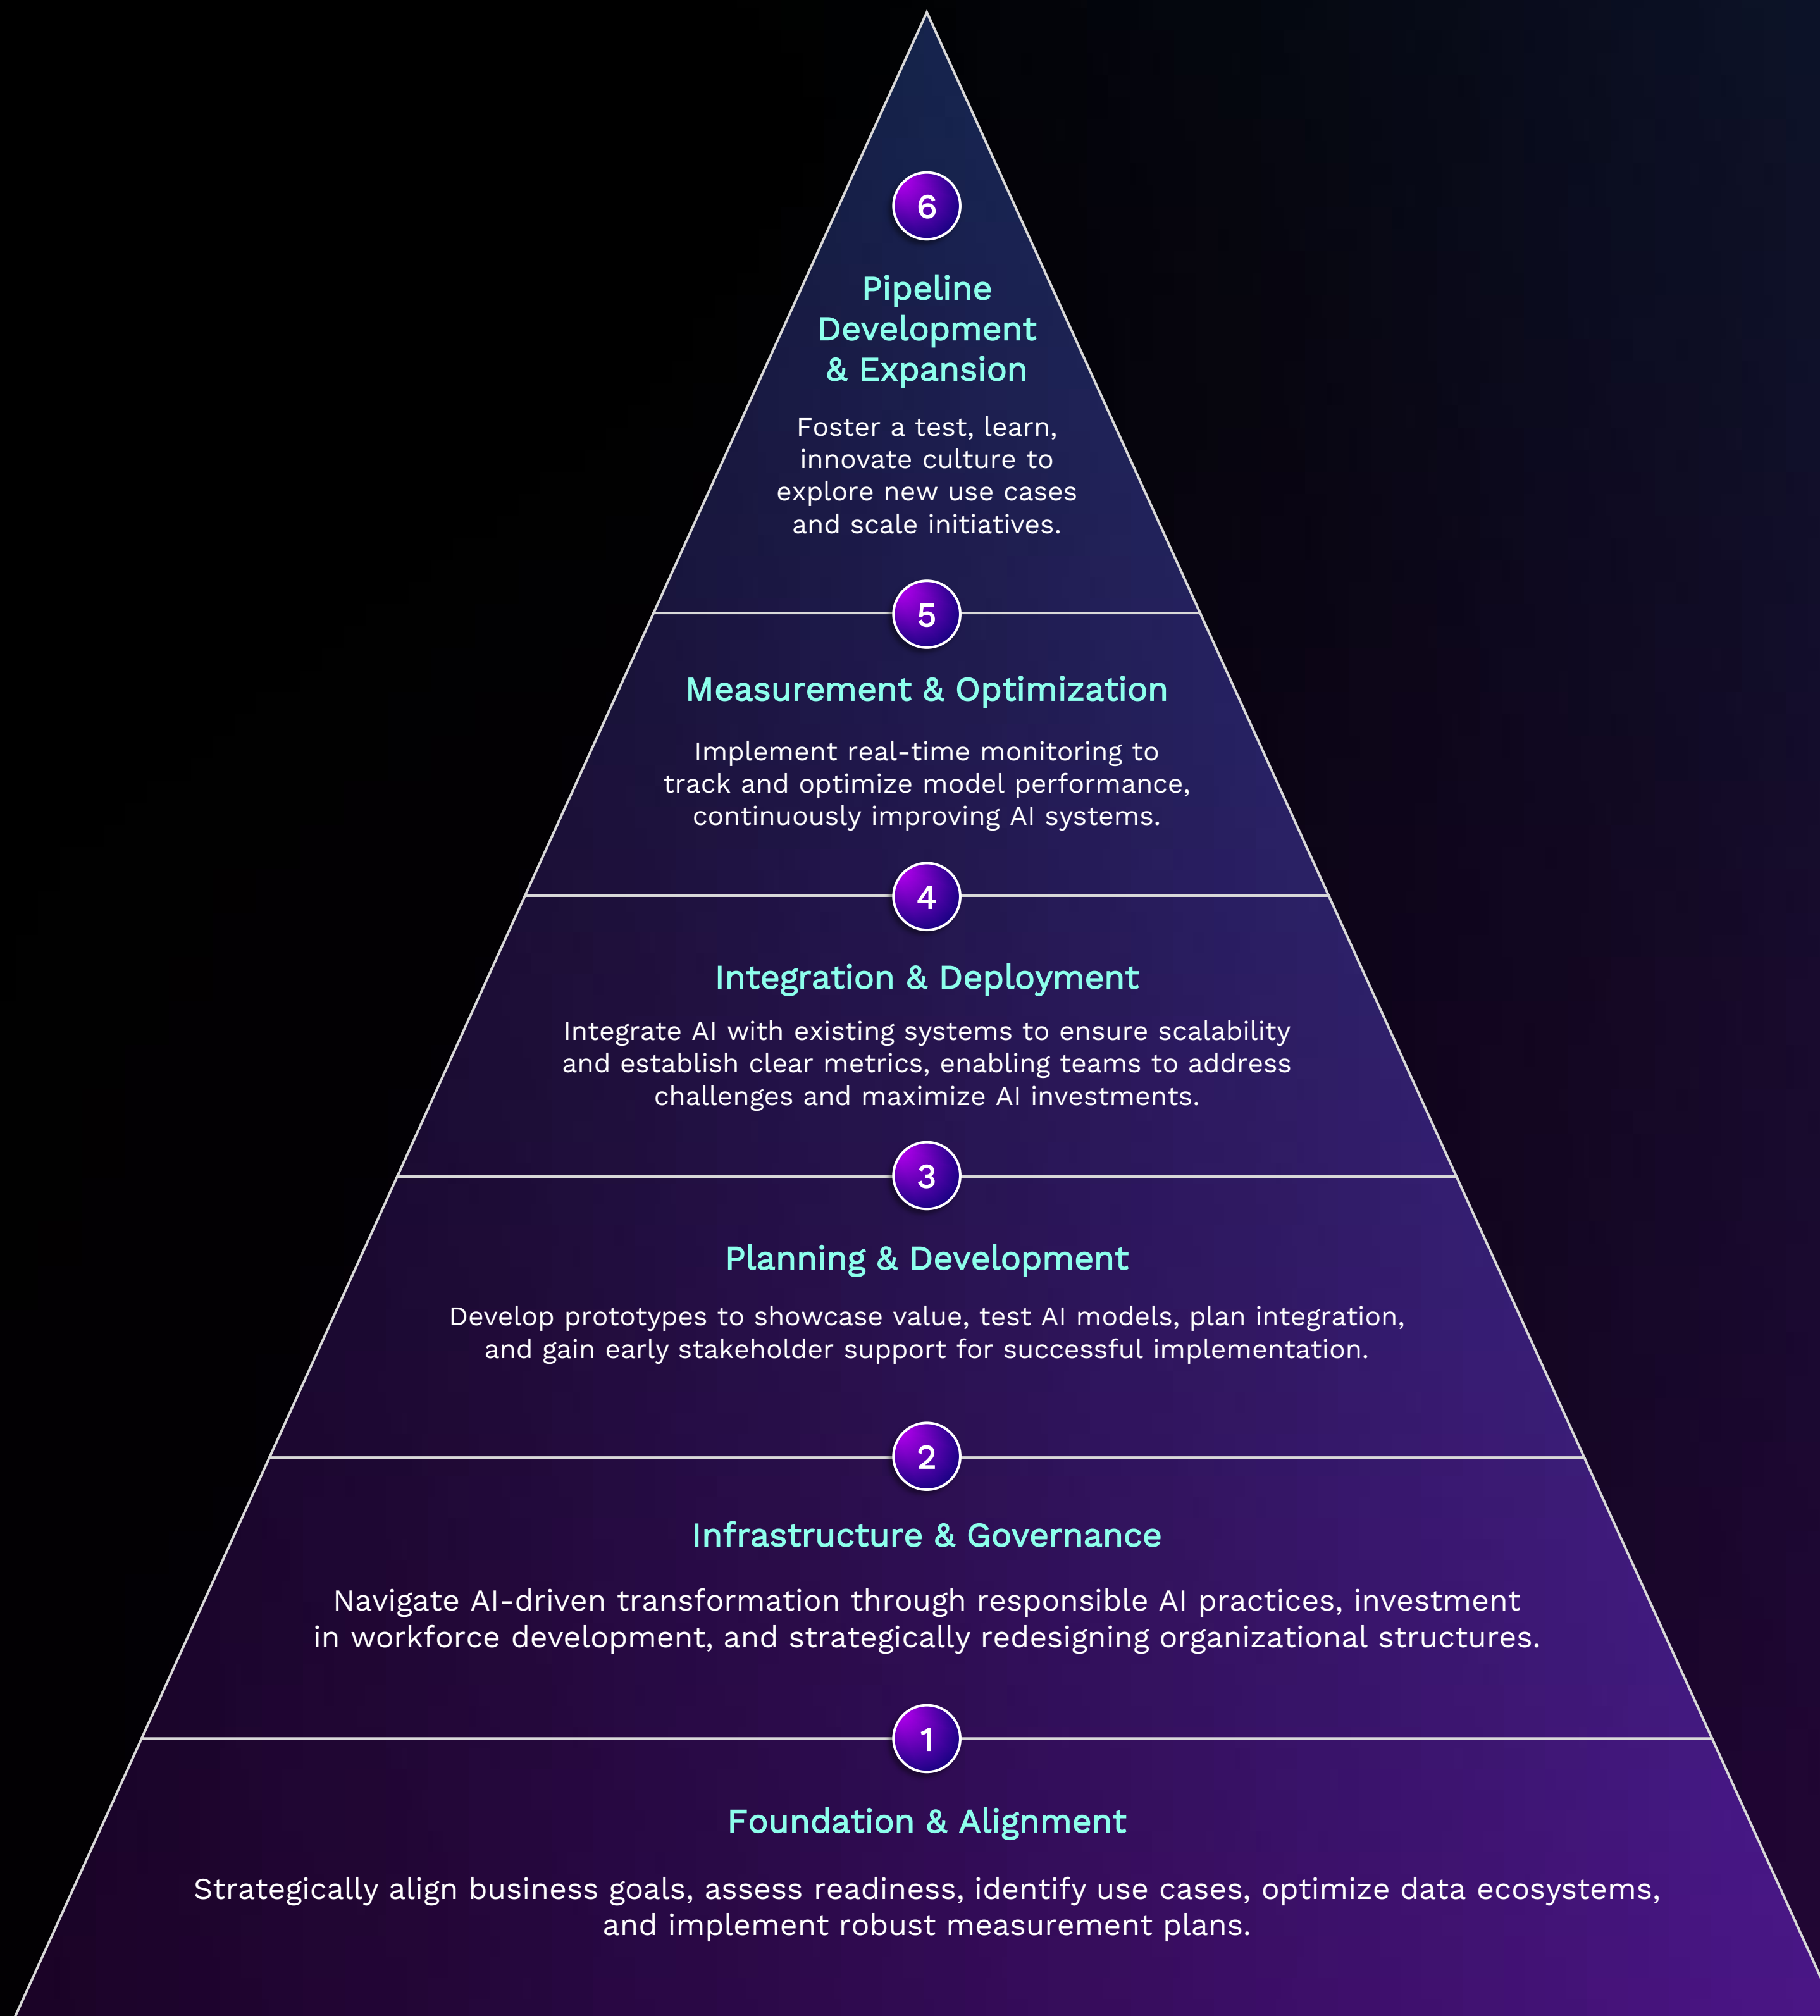 6
Pipeline
Development
& Expansion
Foster a test, learn,
innovate culture to
explore new use cases
and scale initiatives.
5
Measurement & Optimization
Implement real-time monitoring to
track and optimize model performance,
continuously improving AI systems.
4
Integration & Deployment
Integrate AI with existing systems to ensure scalability
and establish clear metrics, enabling teams to address
challenges and maximize AI investments.
3
Planning & Development
Develop prototypes to showcase value, test AI models, plan integration,
and gain early stakeholder support for successful implementation.
2
Infrastructure & Governance
Navigate AI-driven transformation through responsible AI practices, investment
in workforce development, and strategically redesigning organizational structures.
1
Foundation & Alignment
Strategically align business goals, assess readiness, identify use cases, optimize data ecosystems,
and implement robust measurement plans.